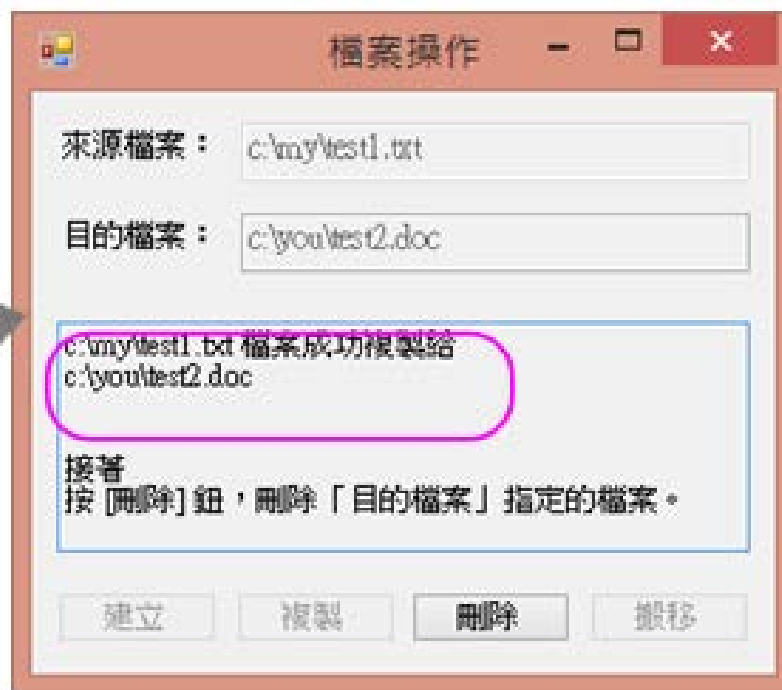 檔案操作
來源檔案： c:\my\test1.txt
目的檔案： c:\you\test2.doc
c:\my\test1.txt 檔案成功複製給
c:\you\test2.doc
接著
按 [刪除] 鈕，刪除「目的檔案」指定的檔案。
建立 複製 刪除 搬移